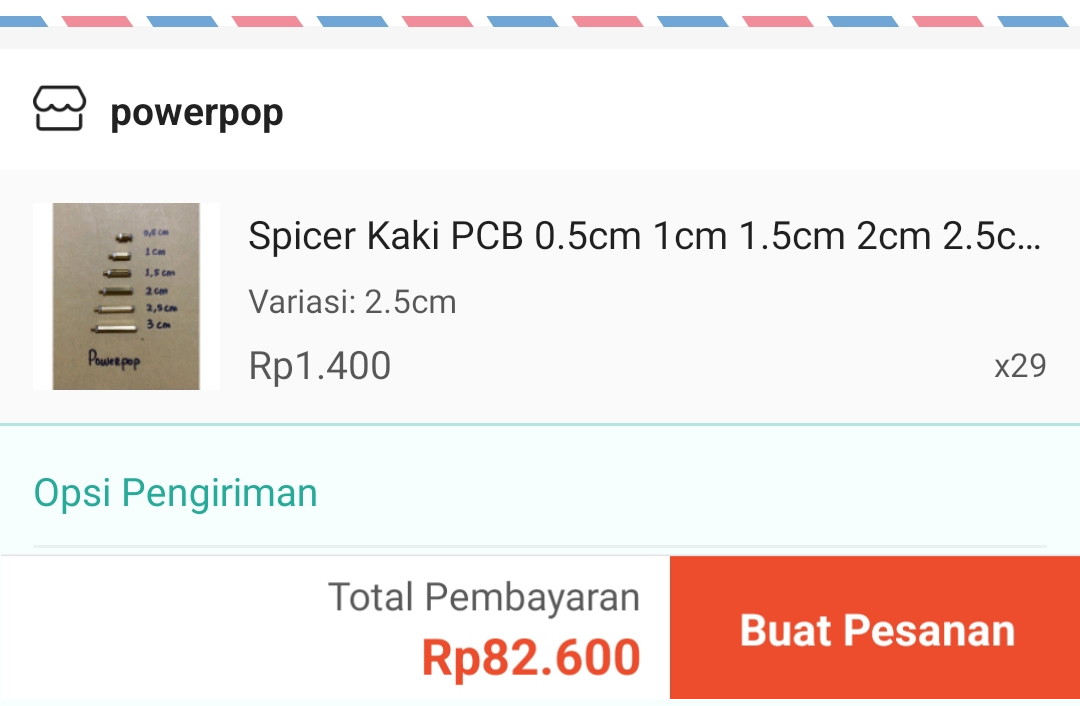 powerpop
0,5 cm
1 cm
1,5 cm
2 cm
2,5 cm
3 cm
Powerpop
Spicer Kaki PCB 0.5cm 1cm 1.5cm 2cm 2.5c...
Variasi: 2.5cm
Rp1.400
x29
Opsi Pengiriman
Total Pembayaran
Rp82.600
Buat Pesanan